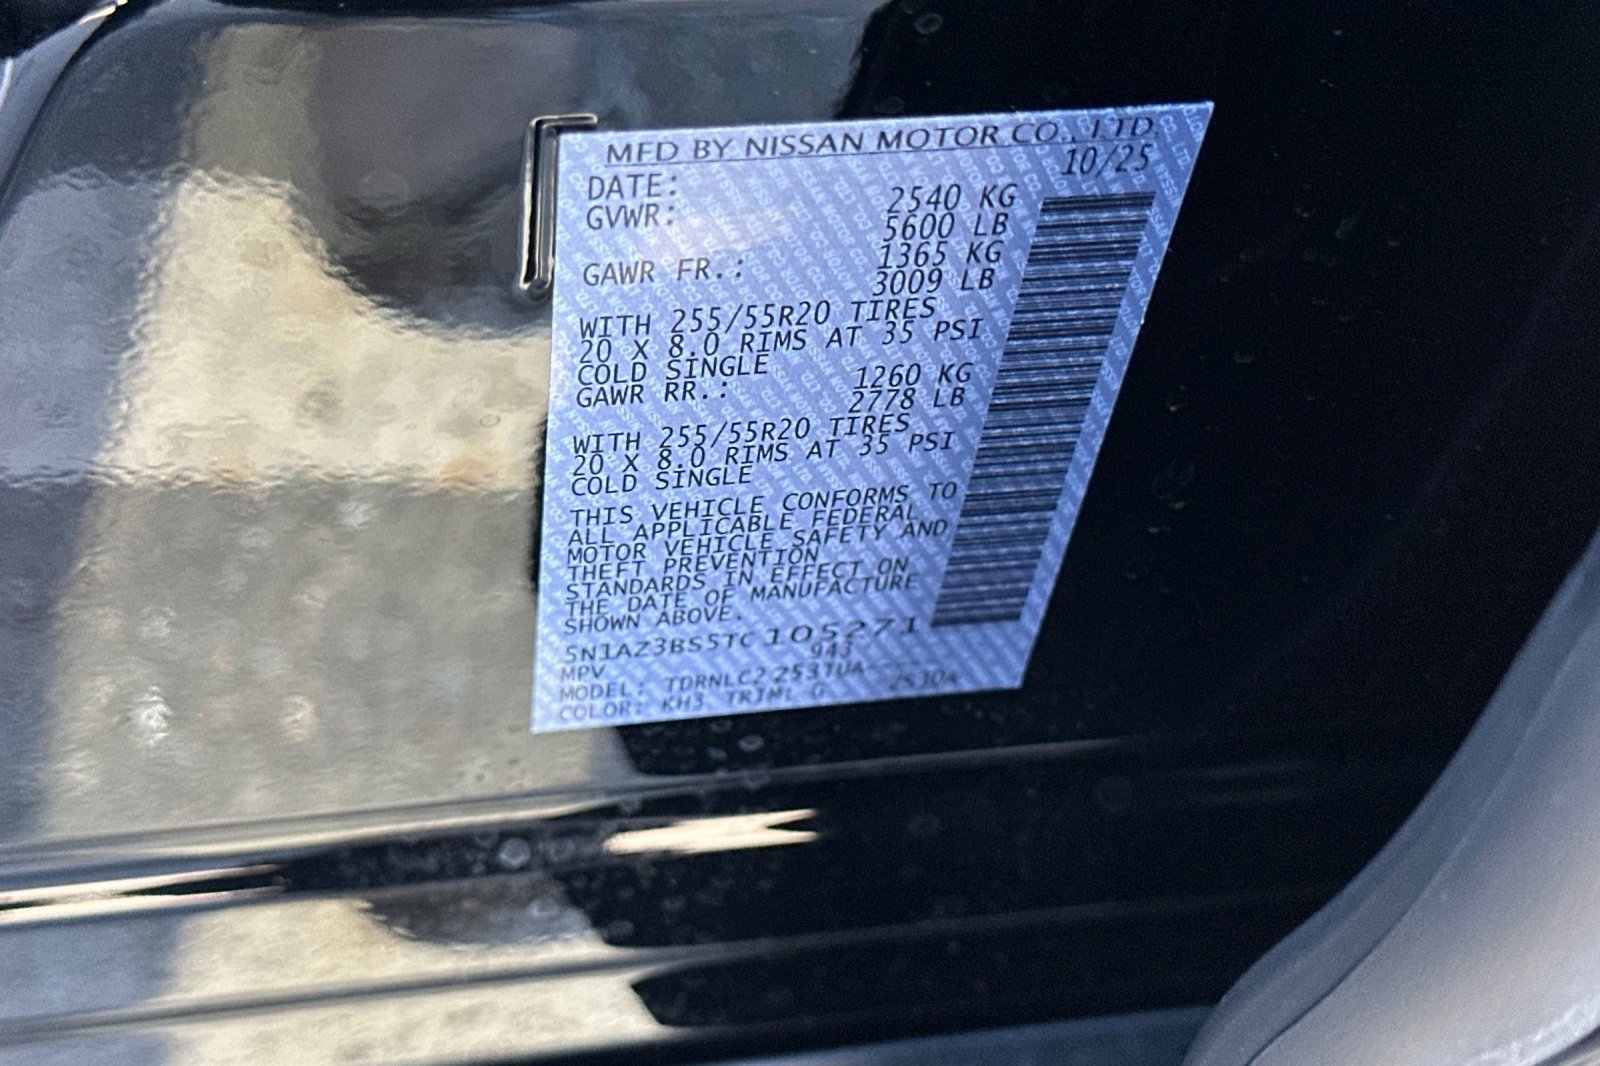 MFD BY NISSAN MOTOR CO., LTD.
DATE: 10/25
GVWR: 2540 KG
5600 LB
GAWR FR.: 1365 KG
3009 LB
WITH 255/55R20 TIRES
20 X 8.0 RIMS AT 35 PSI
COLD SINGLE
GAWR RR.: 1260 KG
2778 LB
WITH 255/55R20 TIRES
20 X 8.0 RIMS AT 35 PSI
COLD SINGLE
THIS VEHICLE CONFORMS TO
ALL APPLICABLE FEDERAL
MOTOR VEHICLE SAFETY AND
THEFT PREVENTION
STANDARDS IN EFFECT ON
THE DATE OF MANUFACTURE
SHOWN ABOVE.
5N1AZ3BS5TC105271
MPV 943
MODEL: TDRNLC2
COLOR: KH3 TRIM: G